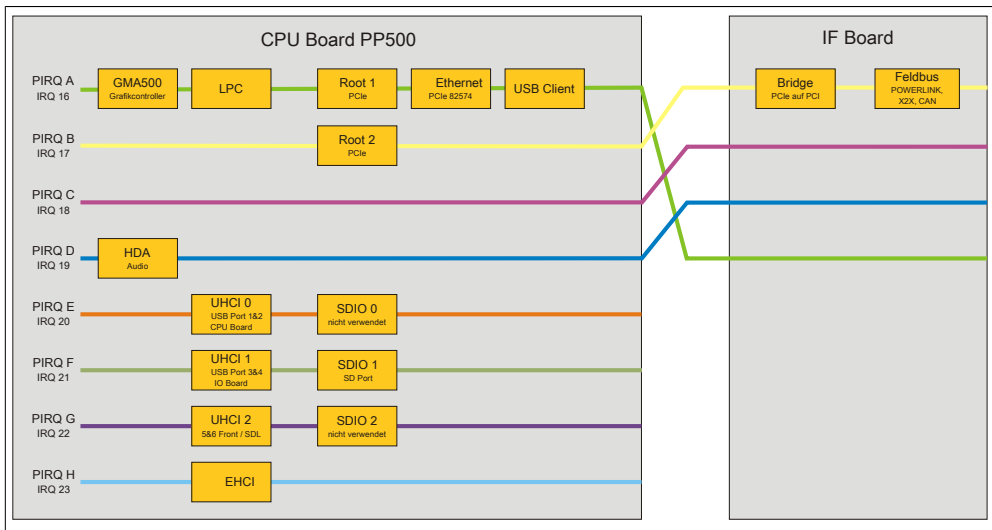 CPU Board PP500
IF Board
PIRQ A
IRQ 16
GMA500
Grafikcontroller
LPC
Root 1
PCIe
Ethernet
PCIe 82574
USB Client
Bridge
PCIe auf PCI
Feldbus
POWERLINK,
X2X, CAN
PIRQ B
IRQ 17
Root 2
PCIe
PIRQ C
IRQ 18
PIRQ D
IRQ 19
HDA
Audio
PIRQ E
IRQ 20
UHCI 0
USB Port 1&2
CPU Board
SDIO 0
nicht verwendet
PIRQ F
IRQ 21
UHCI 1
USB Port 3&4
IO Board
SDIO 1
SD Port
PIRQ G
IRQ 22
UHCI 2
5&6 Front / SDL
SDIO 2
nicht verwendet
PIRQ H
IRQ 23
EHCI